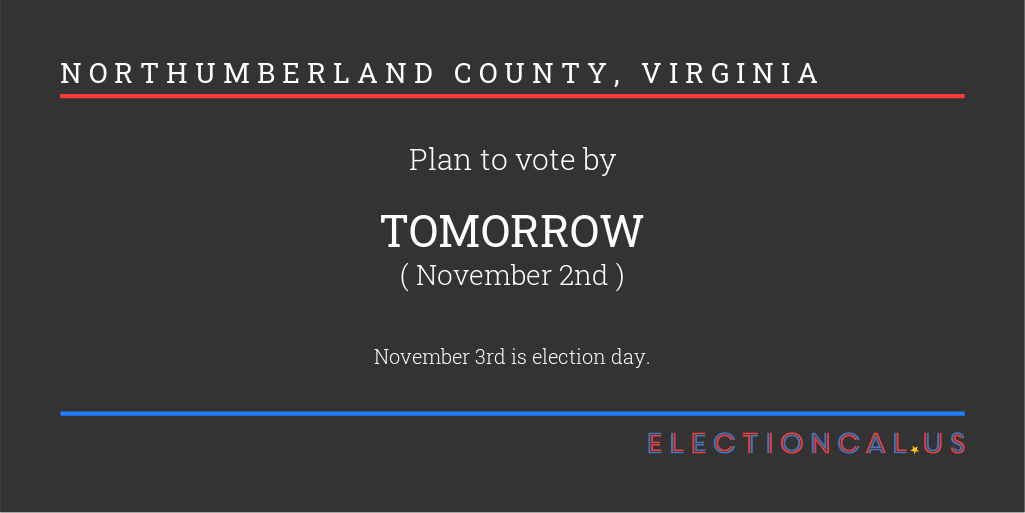 NORTHUMBERLAND COUNTY, VIRGINIA
Plan to vote by
TOMORROW
( November 2nd )
November 3rd is election day.
ELECTIONCAL.US